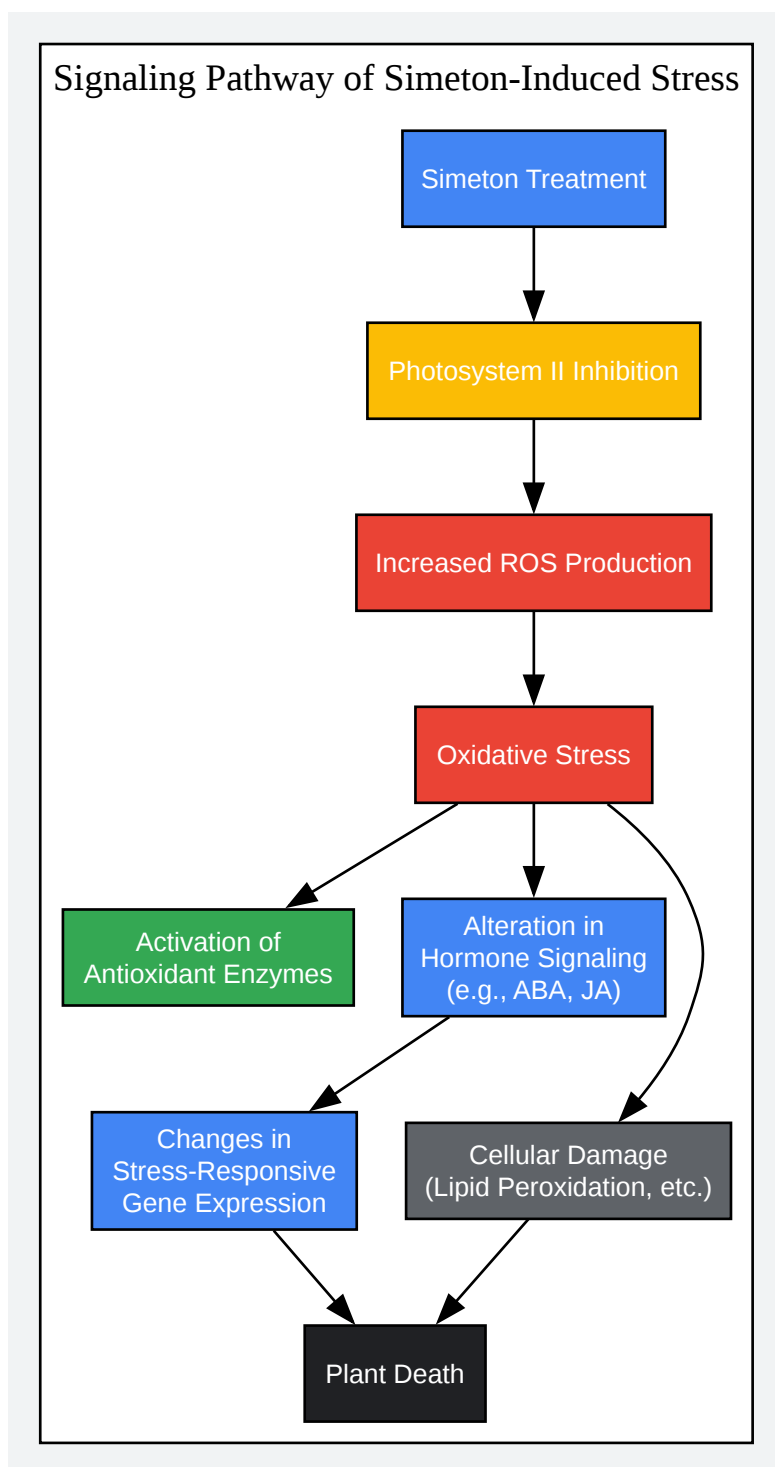 Signaling Pathway of Simeton-Induced Stress
Simeton Treatment
Photosystem II Inhibition
Increased ROS Production
Oxidative Stress
Activation of
Antioxidant Enzymes
Alteration in
Hormone Signaling
(e.g., ABA, JA)
Changes in
Stress-Responsive
Gene Expression
Cellular Damage
(Lipid Peroxidation, etc.)
Plant Death